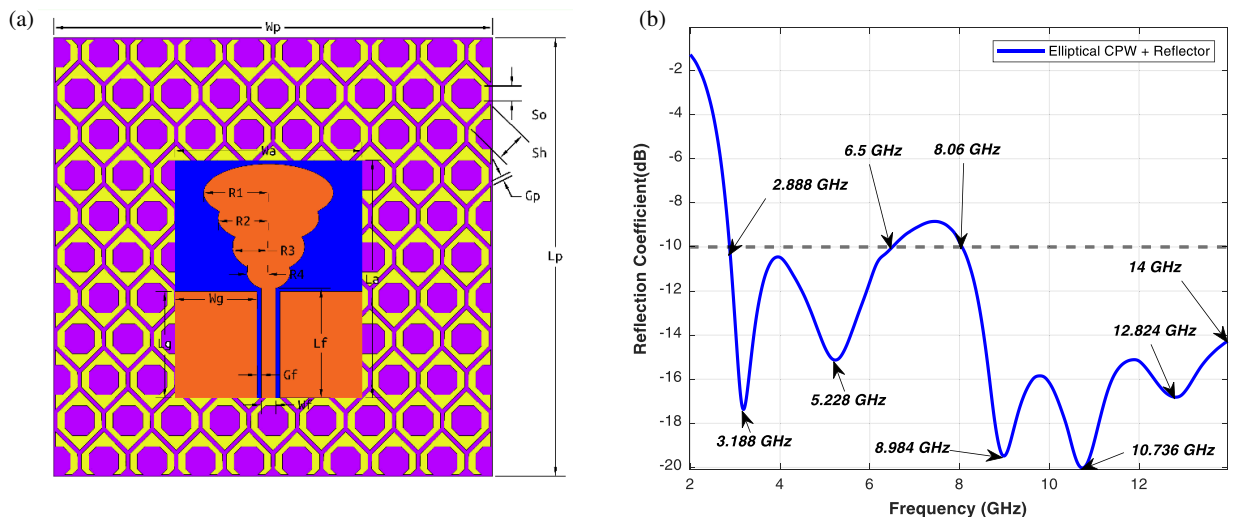 (a)
Wp
So
Sh
Gp
Lp
Wa
R1
R2
R3
R4
La
Wg
Lg
Lf
Gf
Wf
(b)
Elliptical CPW + Reflector
6.5 GHz
8.06 GHz
2.888 GHz
14 GHz
12.824 GHz
5.228 GHz
3.188 GHz
8.984 GHz
10.736 GHz
Reflection Coefficient(dB)
-2
-4
-6
-8
-10
-12
-14
-16
-18
-20
2
4
6
8
10
12
Frequency (GHz)